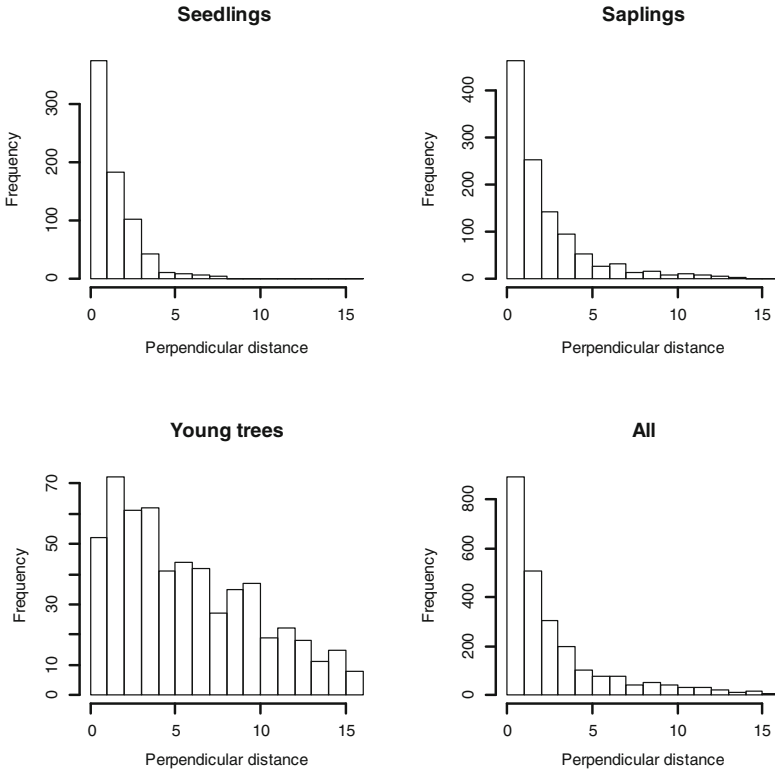 Seedlings
Frequency
0 100 200 300
0 5 10 15
Perpendicular distance
Saplings
Frequency
0 100 200 300 400
0 5 10 15
Perpendicular distance
Young trees
Frequency
0 10 30 50 70
0 5 10 15
Perpendicular distance
All
Frequency
0 200 400 600 800
0 5 10 15
Perpendicular distance